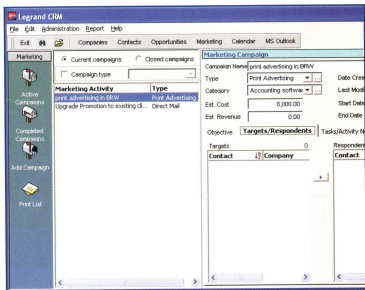 Legrand CRM
File Edit Administration Report Help
Exit Companies Contacts Opportunities Marketing Calendar MS Outlook
Marketing
Active Campaigns
Completed Campaigns
Add Campaign
Print List
Current campaigns Closed campaigns
Campaign type
Marketing Activity Type
print advertising in BRW Print Advertising
Upgrade Promotion to existing cli... Direct Mail
Marketing Campaign
Campaign Name print advertising in BRW
Type Print Advertising ... Date Crea
Category Accounting softwar ... Last Modi
Est. Cost 8,000.00 Start Date
Est. Revenue 0.00 End Date
Objective Targets/Respondents Tasks/Activity N
Targets 0 Respondent
Contact Company Contact